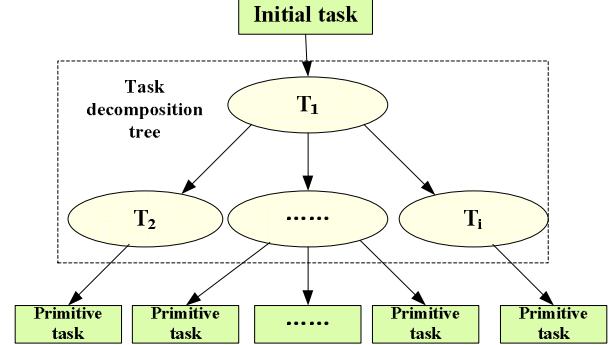 Initial task
Task
decomposition
tree
T₁
T₂
......
Tᵢ
Primitive
task
Primitive
task
......
Primitive
task
Primitive
task